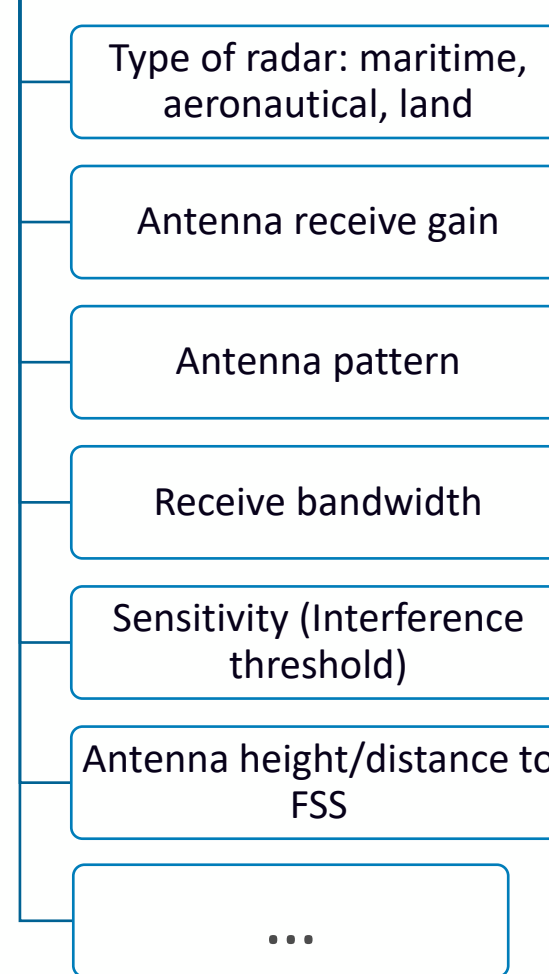 Type of radar: maritime,
aeronautical, land
Antenna receive gain
Antenna pattern
Receive bandwidth
Sensitivity (Interference
threshold)
Antenna height/distance to
FSS
...